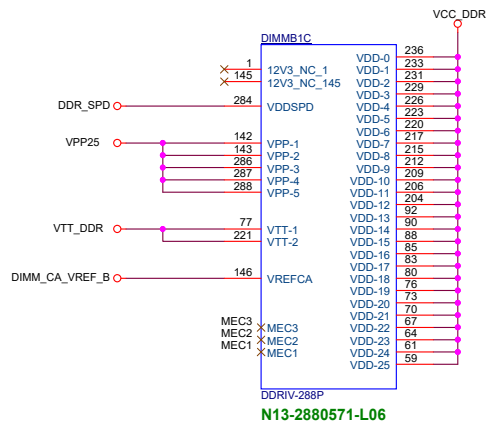 VCC_DDR
DIMMB1C
236 VDD-0
1 12V3_NC_1 233 VDD-1
145 12V3_NC_145 231 VDD-2
229 VDD-3
DDR_SPD 284 VDDSPD 226 VDD-4
223 VDD-5
220 VDD-6
VPP25 142 VPP-1 217 VDD-7
143 VPP-2 215 VDD-8
286 VPP-3 212 VDD-9
287 VPP-4 209 VDD-10
288 VPP-5 206 VDD-11
204 VDD-12
92 VDD-13
VTT_DDR 77 VTT-1 90 VDD-14
221 VTT-2 88 VDD-15
85 VDD-16
83 VDD-17
DIMM_CA_VREF_B 146 VREFCA 80 VDD-18
76 VDD-19
73 VDD-20
70 VDD-21
MEC3 MEC3 67 VDD-22
MEC2 MEC2 64 VDD-23
MEC1 MEC1 61 VDD-24
59 VDD-25
DDRIV-288P
N13-2880571-L06